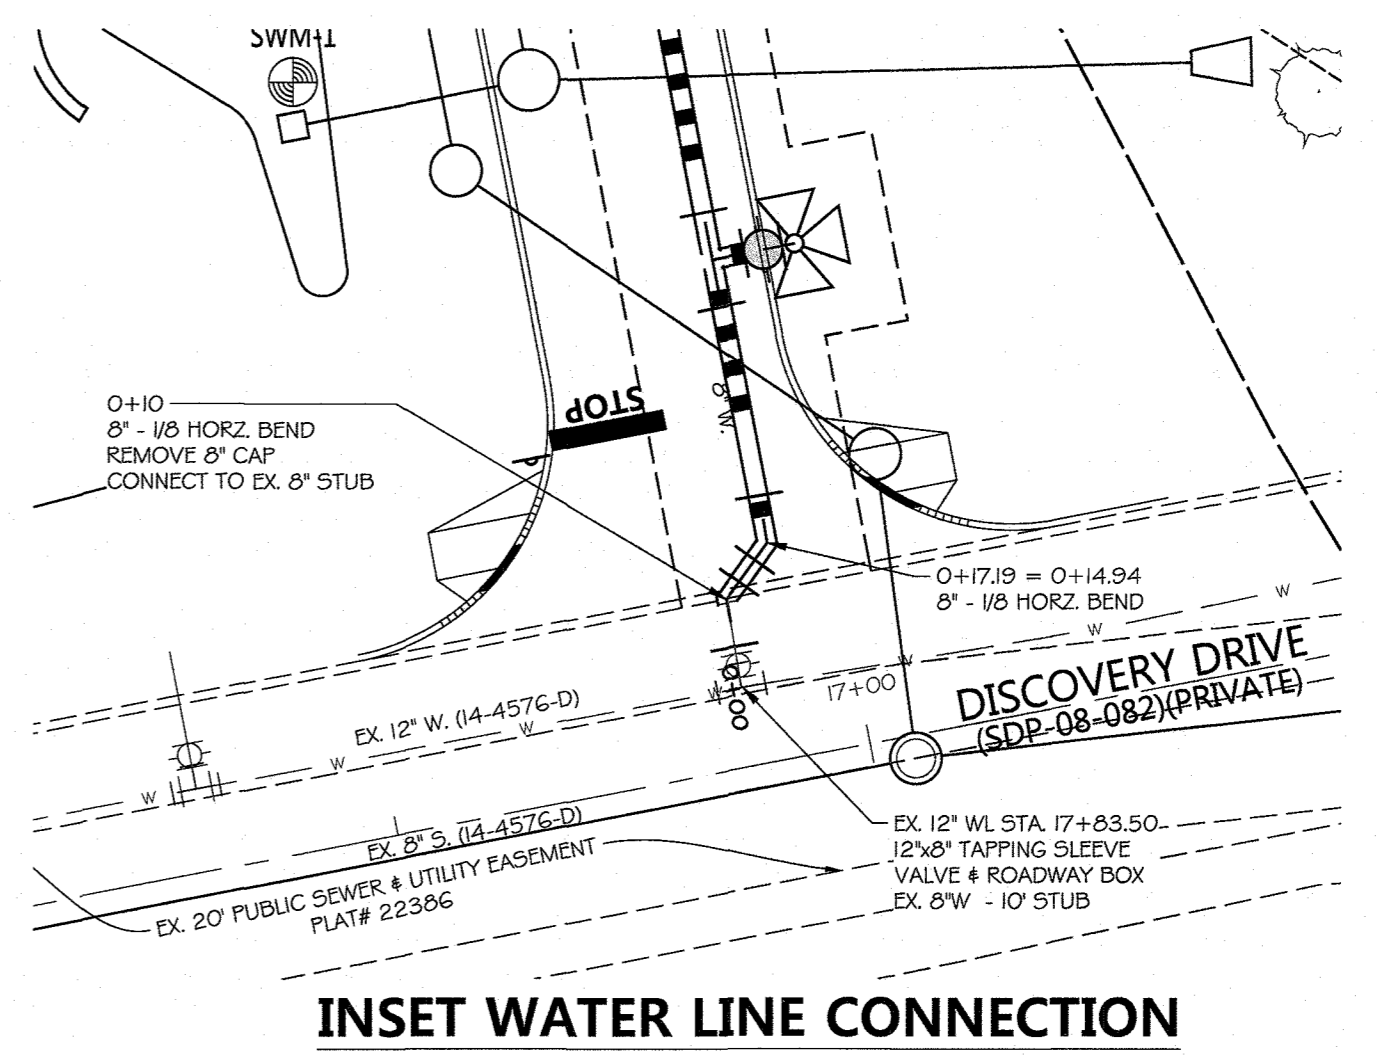 SWM-1
0+10
8" - 1/8 HORZ. BEND
REMOVE 8" CAP
CONNECT TO EX. 8" STUB
STOP
8" W.
0+17.19 = 0+14.94
8" - 1/8 HORZ. BEND
W
W
W
W
W
W
W
0+00
17+00
DISCOVERY DRIVE
(SDP-08-082)(PRIVATE)
EX. 12" W. (14-4576-D)
EX. 8" S. (14-4576-D)
EX. 20' PUBLIC SEWER & UTILITY EASEMENT
PLAT# 22386
EX. 12" WL STA. 17+83.50
12"x8" TAPPING SLEEVE
VALVE & ROADWAY BOX
EX. 8"W - 10' STUB
INSET WATER LINE CONNECTION